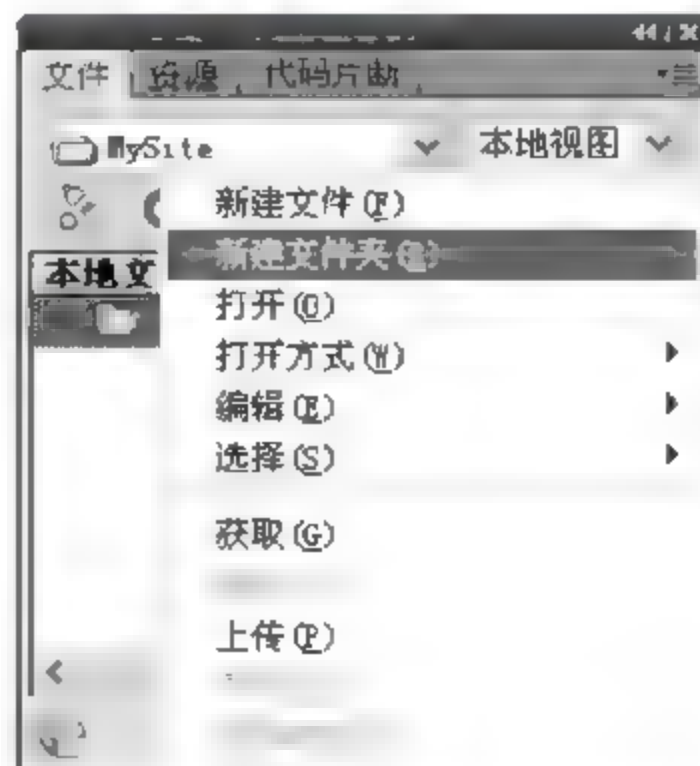 文件 资源 代码片断
MySite 本地视图
新建文件(F)
新建文件夹
本地文
打开(O)
打开方式(W)
编辑(E)
选择(S)
获取(G)
上传(P)